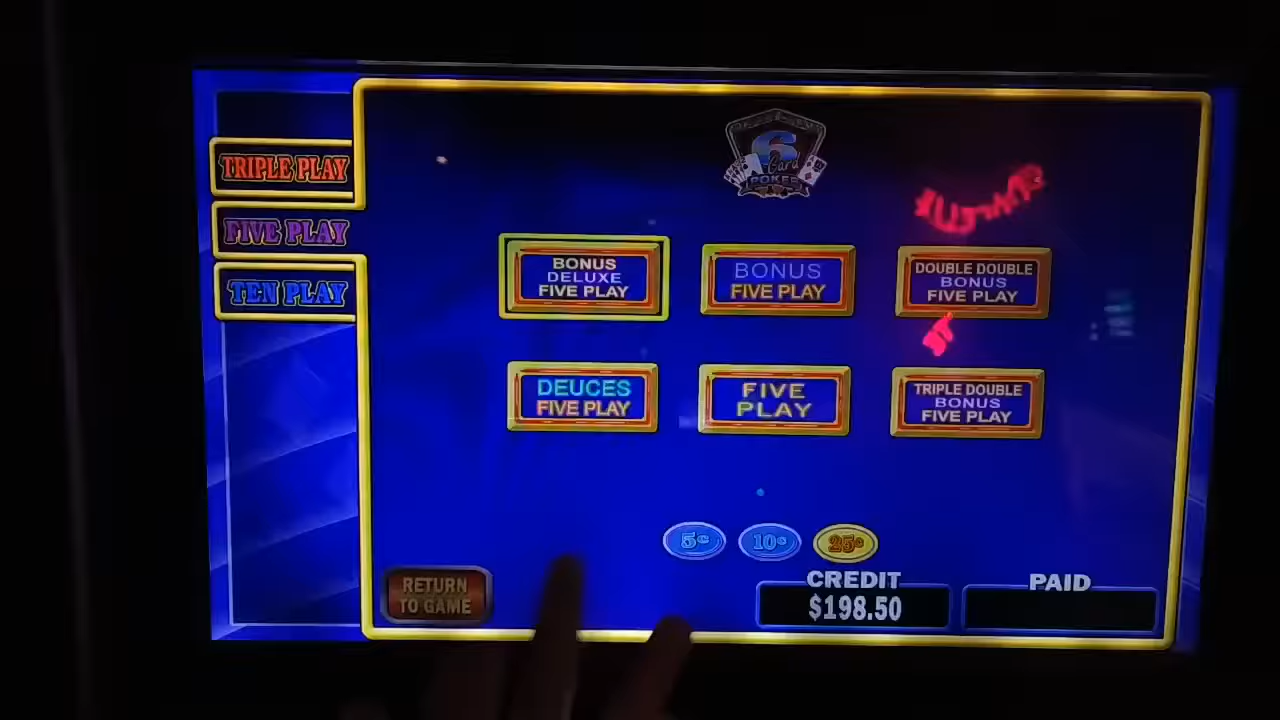 TRIPLE PLAY
FIVE PLAY
TEN PLAY
6
Card
POKER
BONUS
DELUXE
FIVE PLAY
BONUS
FIVE PLAY
DOUBLE DOUBLE
BONUS
FIVE PLAY
DEUCES
FIVE PLAY
FIVE
PLAY
TRIPLE DOUBLE
BONUS
FIVE PLAY
5¢
10¢
25¢
RETURN
TO GAME
CREDIT
$198.50
PAID